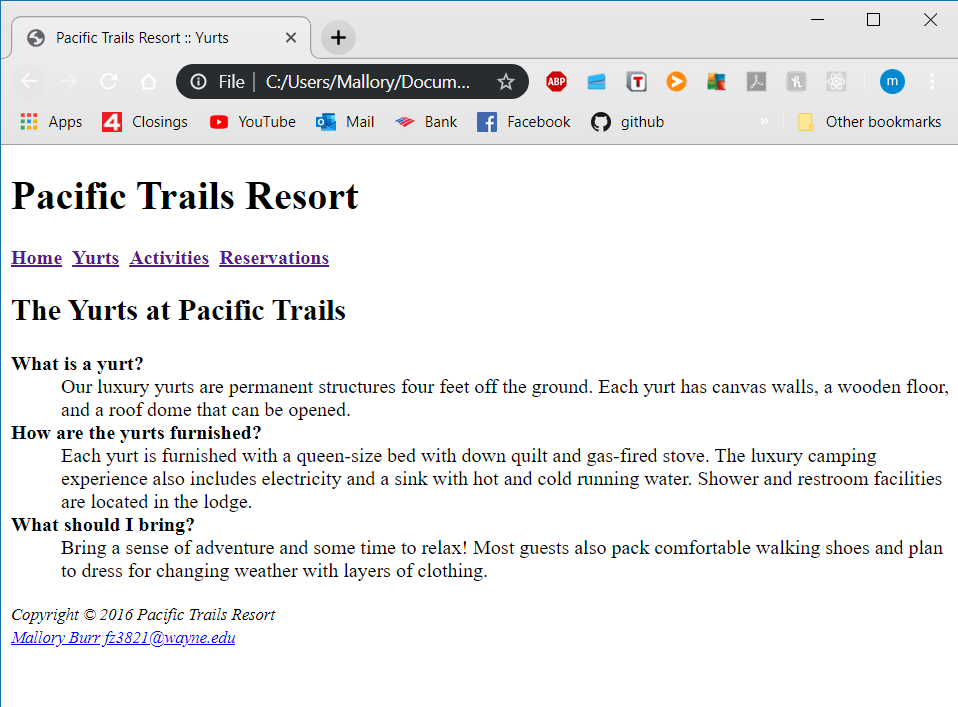 Pacific Trails Resort :: Yurts
File | C:/Users/Mallory/Docum...
ABP
T
m
Apps 4 Closings YouTube Mail Bank Facebook github » Other bookmarks
Pacific Trails Resort
Home Yurts Activities Reservations
The Yurts at Pacific Trails
What is a yurt?
Our luxury yurts are permanent structures four feet off the ground. Each yurt has canvas walls, a wooden floor,
and a roof dome that can be opened.
How are the yurts furnished?
Each yurt is furnished with a queen-size bed with down quilt and gas-fired stove. The luxury camping
experience also includes electricity and a sink with hot and cold running water. Shower and restroom facilities
are located in the lodge.
What should I bring?
Bring a sense of adventure and some time to relax! Most guests also pack comfortable walking shoes and plan
to dress for changing weather with layers of clothing.
Copyright © 2016 Pacific Trails Resort
Mallory Burr fz3821@wayne.edu